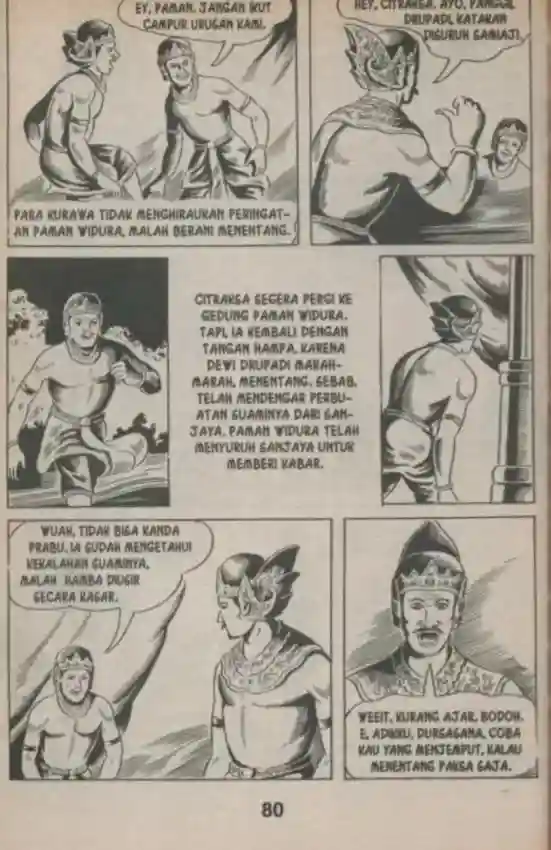 EY, PAMAN. JANGAN IKUT
CAMPUR URUSAN KAMI.
HEY, CITRAKSA. AYO, PANGGIL
DRUPADI, KATAKAN
DISURUH SANIAJI.
PARA KURAWA TIDAK MENGHIRAUKAN PERINGAT-
AN PAMAN WIDURA, MALAH BERANI MENENTANG.
CITRAKSA SEGERA PERGI KE
GEDUNG PAMAN WIDURA.
TAPI, IA KEMBALI DENGAN
TANGAN HAMPA, KARENA
DEWI DRUPADI MARAH-
MARAH, MENENTANG. SEBAB,
TELAH MENDENGAR PERBU-
ATAN SUAMINYA DARI SAN-
JAYA. PAMAN WIDURA TELAH
MENYURUH SANJAYA UNTUK
MEMBERI KABAR.
WUAH, TIDAK BISA KANDA
PRABU. IA SUDAH MENGETAHUI
KEKALAHAN SUAMINYA,
MALAH HAMBA DIUSIR
SECARA KASAR.
WEEIT, KURANG AJAR. BODOH.
E, ADIKKU, DURSASANA, COBA
KAU YANG MENJEMPUT, KALAU
MENENTANG PAKSA SAJA.
80